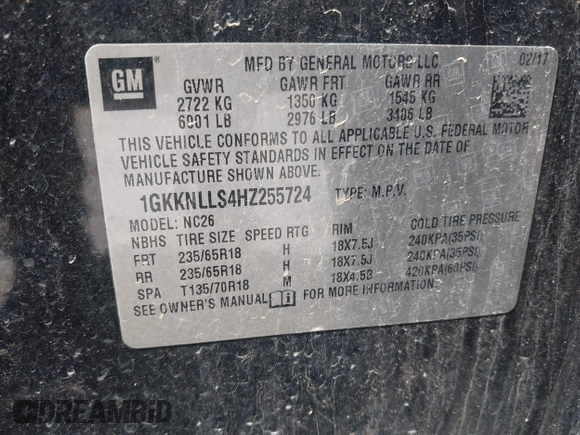 GM ®
MFD BY GENERAL MOTORS LLC 02/17
GVWR GAWR FRT GAWR RR
2722 KG 1350 KG 1545 KG
6001 LB 2976 LB 3406 LB
THIS VEHICLE CONFORMS TO ALL APPLICABLE U.S. FEDERAL MOTOR
VEHICLE SAFETY STANDARDS IN EFFECT ON THE DATE OF
MANUFACTURE SHOWN ABOVE.
1GKKNLLS4HZ255724 TYPE: M.P.V.
MODEL: NC26
NBHS TIRE SIZE SPEED RTG RIM COLD TIRE PRESSURE
FRT 235/65R18 H 18X7.5J 240KPA(35PSI)
RR 235/65R18 H 18X7.5J 240KPA(35PSI)
SPA T135/70R18 M 18X4.5B 420KPA(60PSI)
SEE OWNER'S MANUAL FOR MORE INFORMATION
DREAMBID